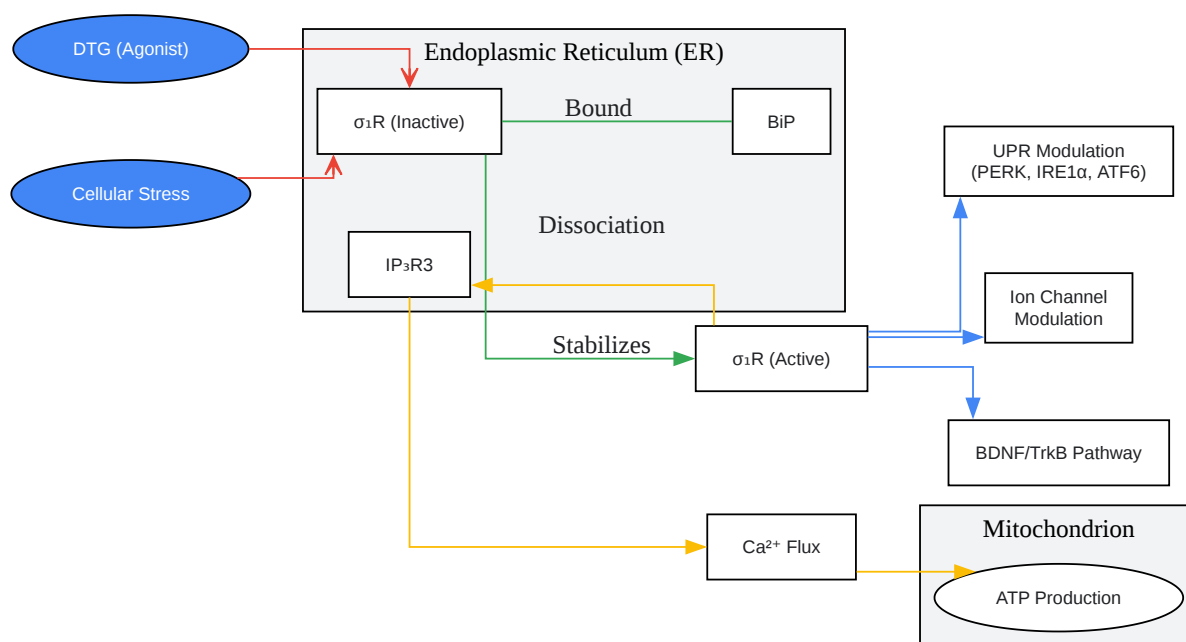 DTG (Agonist)
Endoplasmic Reticulum (ER)
σ₁R (Inactive)
Bound
BiP
Cellular Stress
UPR Modulation
(PERK, IRE1α, ATF6)
Dissociation
IP₃R3
Ion Channel
Modulation
Stabilizes
σ₁R (Active)
BDNF/TrkB Pathway
Mitochondrion
Ca²⁺ Flux
ATP Production